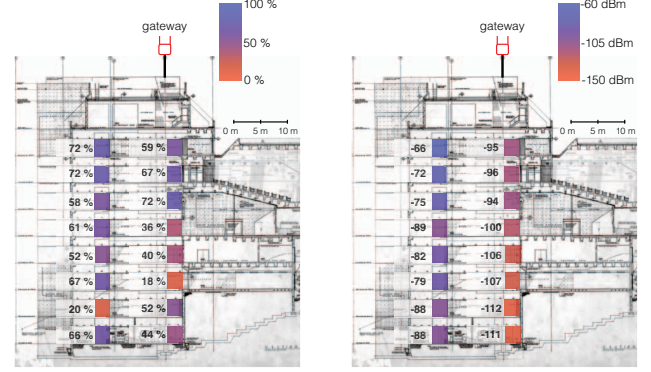 100 %
gateway
50 %
0 %
0 m 5 m 10 m
72 % 59 %
72 % 67 %
58 % 72 %
61 % 36 %
52 % 40 %
67 % 18 %
20 % 52 %
66 % 44 %
-60 dBm
gateway
-105 dBm
-150 dBm
0 m 5 m 10 m
-66 -95
-72 -96
-75 -94
-89 -100
-82 -106
-79 -107
-88 -112
-88 -111